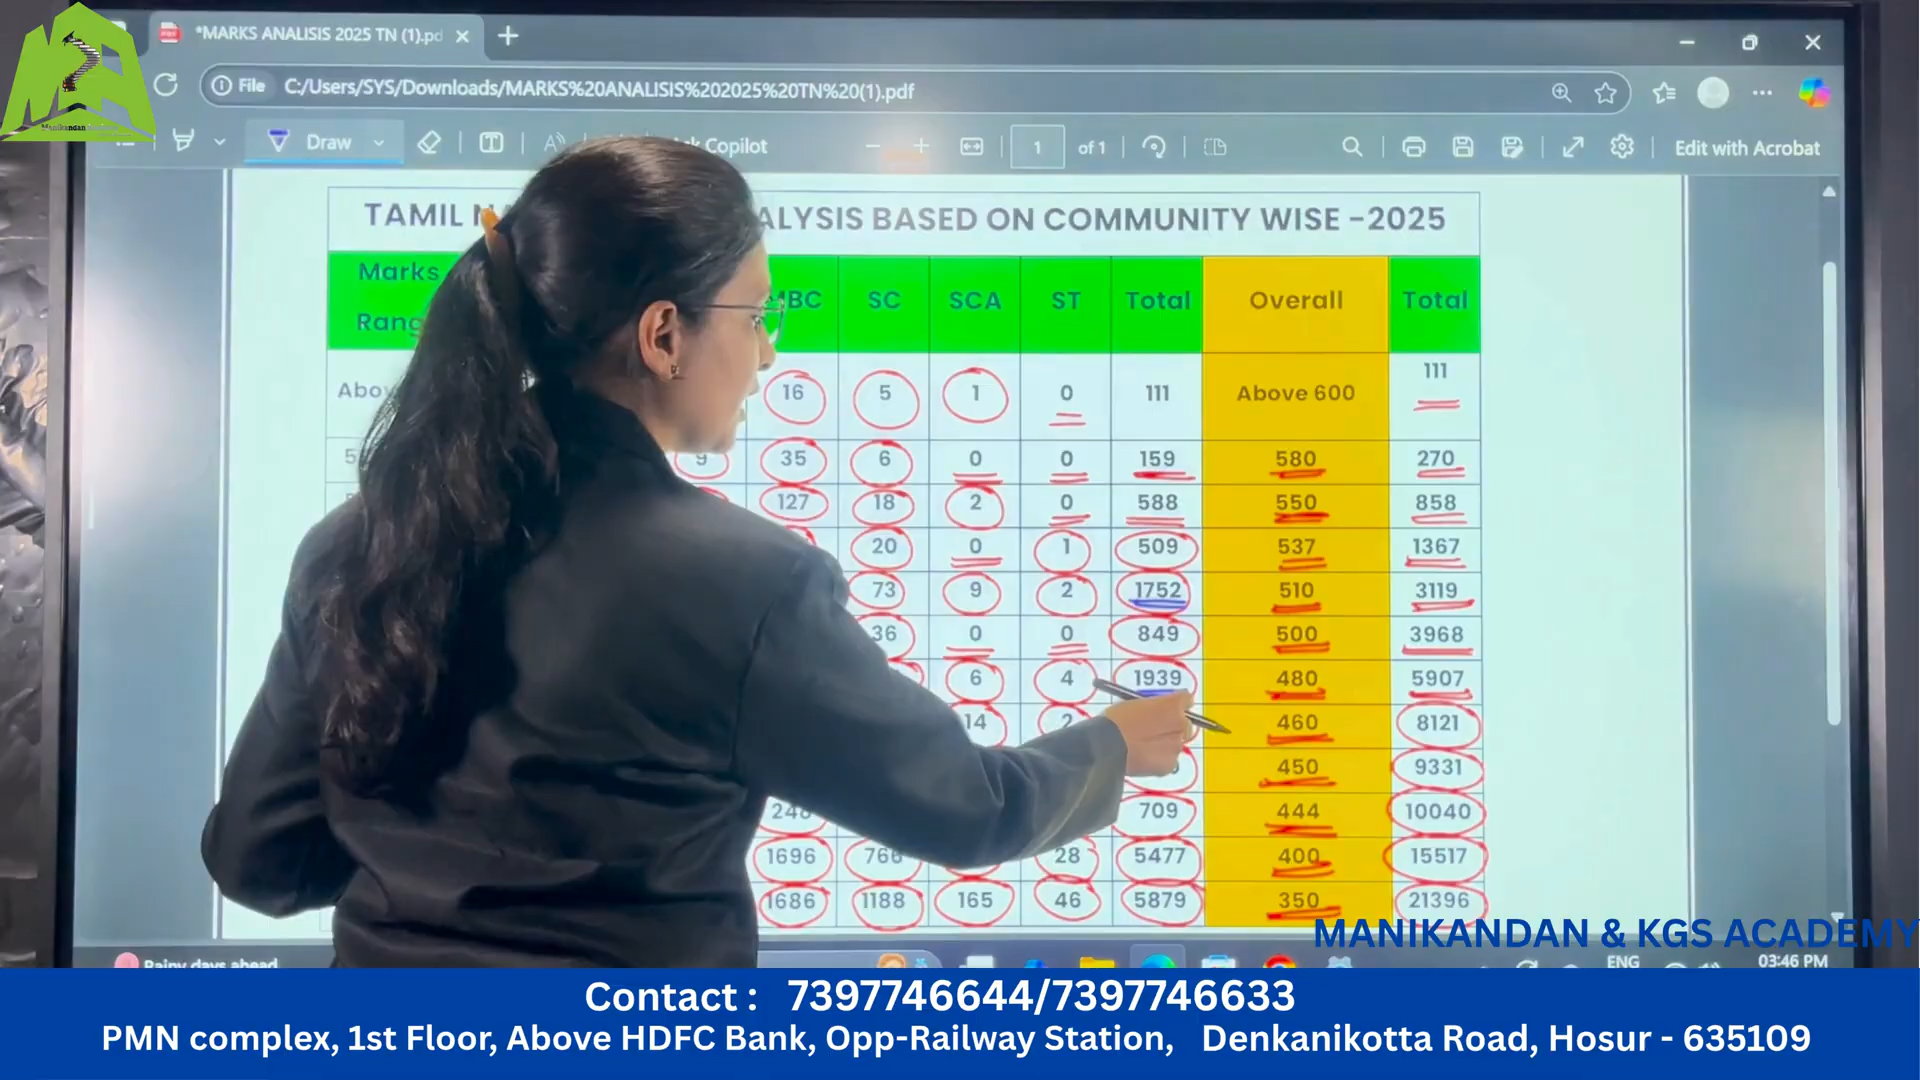 *MARKS ANALISIS 2025 TN (1).pd
File C:/Users/SYS/Downloads/MARKS%20ANALISIS%202025%20TN%20(1).pdf
Draw Copilot 1 of 1 Edit with Acrobat
TAMIL ALYSIS BASED ON COMMUNITY WISE -2025
Marks
SC SCA ST Total Overall Total
16 5 1 0 111 Above 600 111
9 35 6 0 0 159 580 270
127 18 2 0 588 550 858
20 0 1 509 537 1367
73 9 2 1752 510 3119
36 0 0 849 500 3968
6 4 1939 480 5907
14 2 460 8121
450 9331
248 709 444 10040
1696 766 28 5477 400 15517
1686 1188 165 46 5879 350 21396
MANIKANDAN & KGS ACADEMY
Rainy days ahead
ENG
03:46 PM
Contact : 7397746644/7397746633
PMN complex, 1st Floor, Above HDFC Bank, Opp-Railway Station, Denkanikotta Road, Hosur - 635109